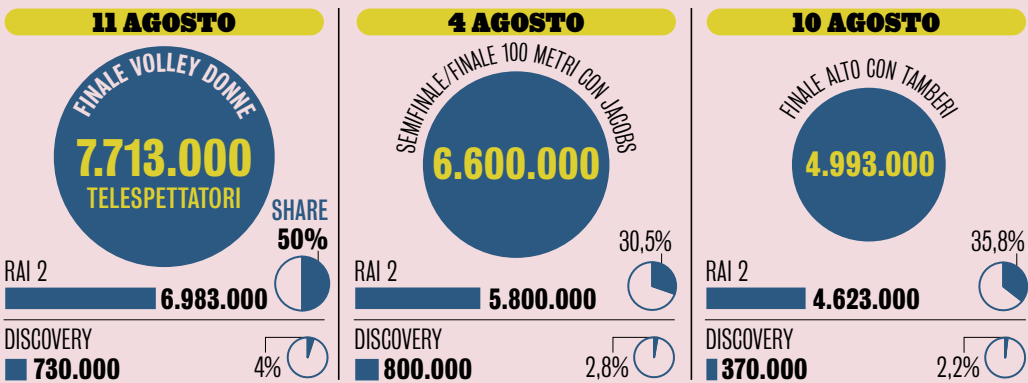 11 AGOSTO
FINALE VOLLEY DONNE
7.713.000
TELESPETTATORI
SHARE
50%
RAI 2
6.983.000
DISCOVERY
730.000
4%
4 AGOSTO
SEMIFINALE/FINALE 100 METRI CON JACOBS
6.600.000
30,5%
RAI 2
5.800.000
DISCOVERY
800.000
2,8%
10 AGOSTO
FINALE ALTO CON TAMBERI
4.993.000
35,8%
RAI 2
4.623.000
DISCOVERY
370.000
2,2%